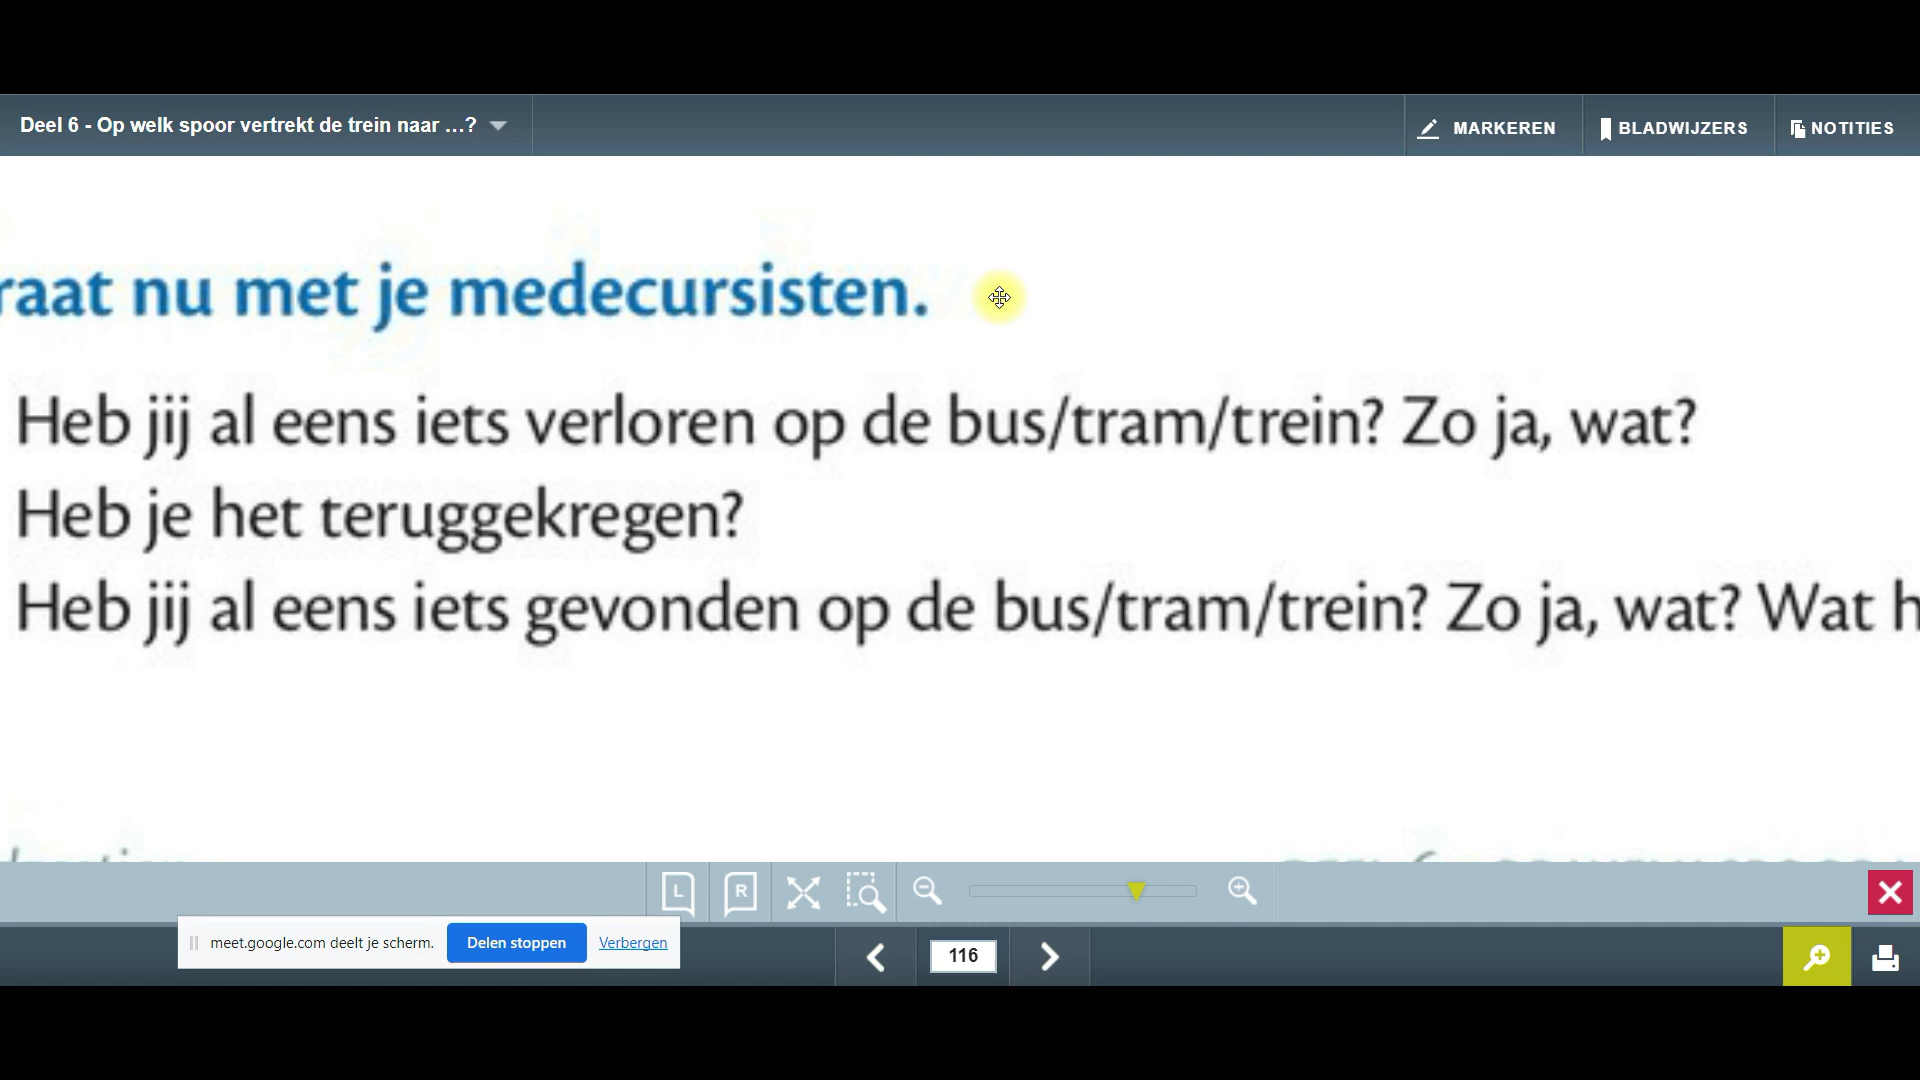 Deel 6 - Op welk spoor vertrekt de trein naar ...?
MARKEREN
BLADWIJZERS
NOTITIES
raat nu met je medecursisten.
Heb jij al eens iets verloren op de bus/tram/trein? Zo ja, wat?
Heb je het teruggekregen?
Heb jij al eens iets gevonden op de bus/tram/trein? Zo ja, wat? Wat h
L
R
meet.google.com deelt je scherm.
Delen stoppen
Verbergen
116